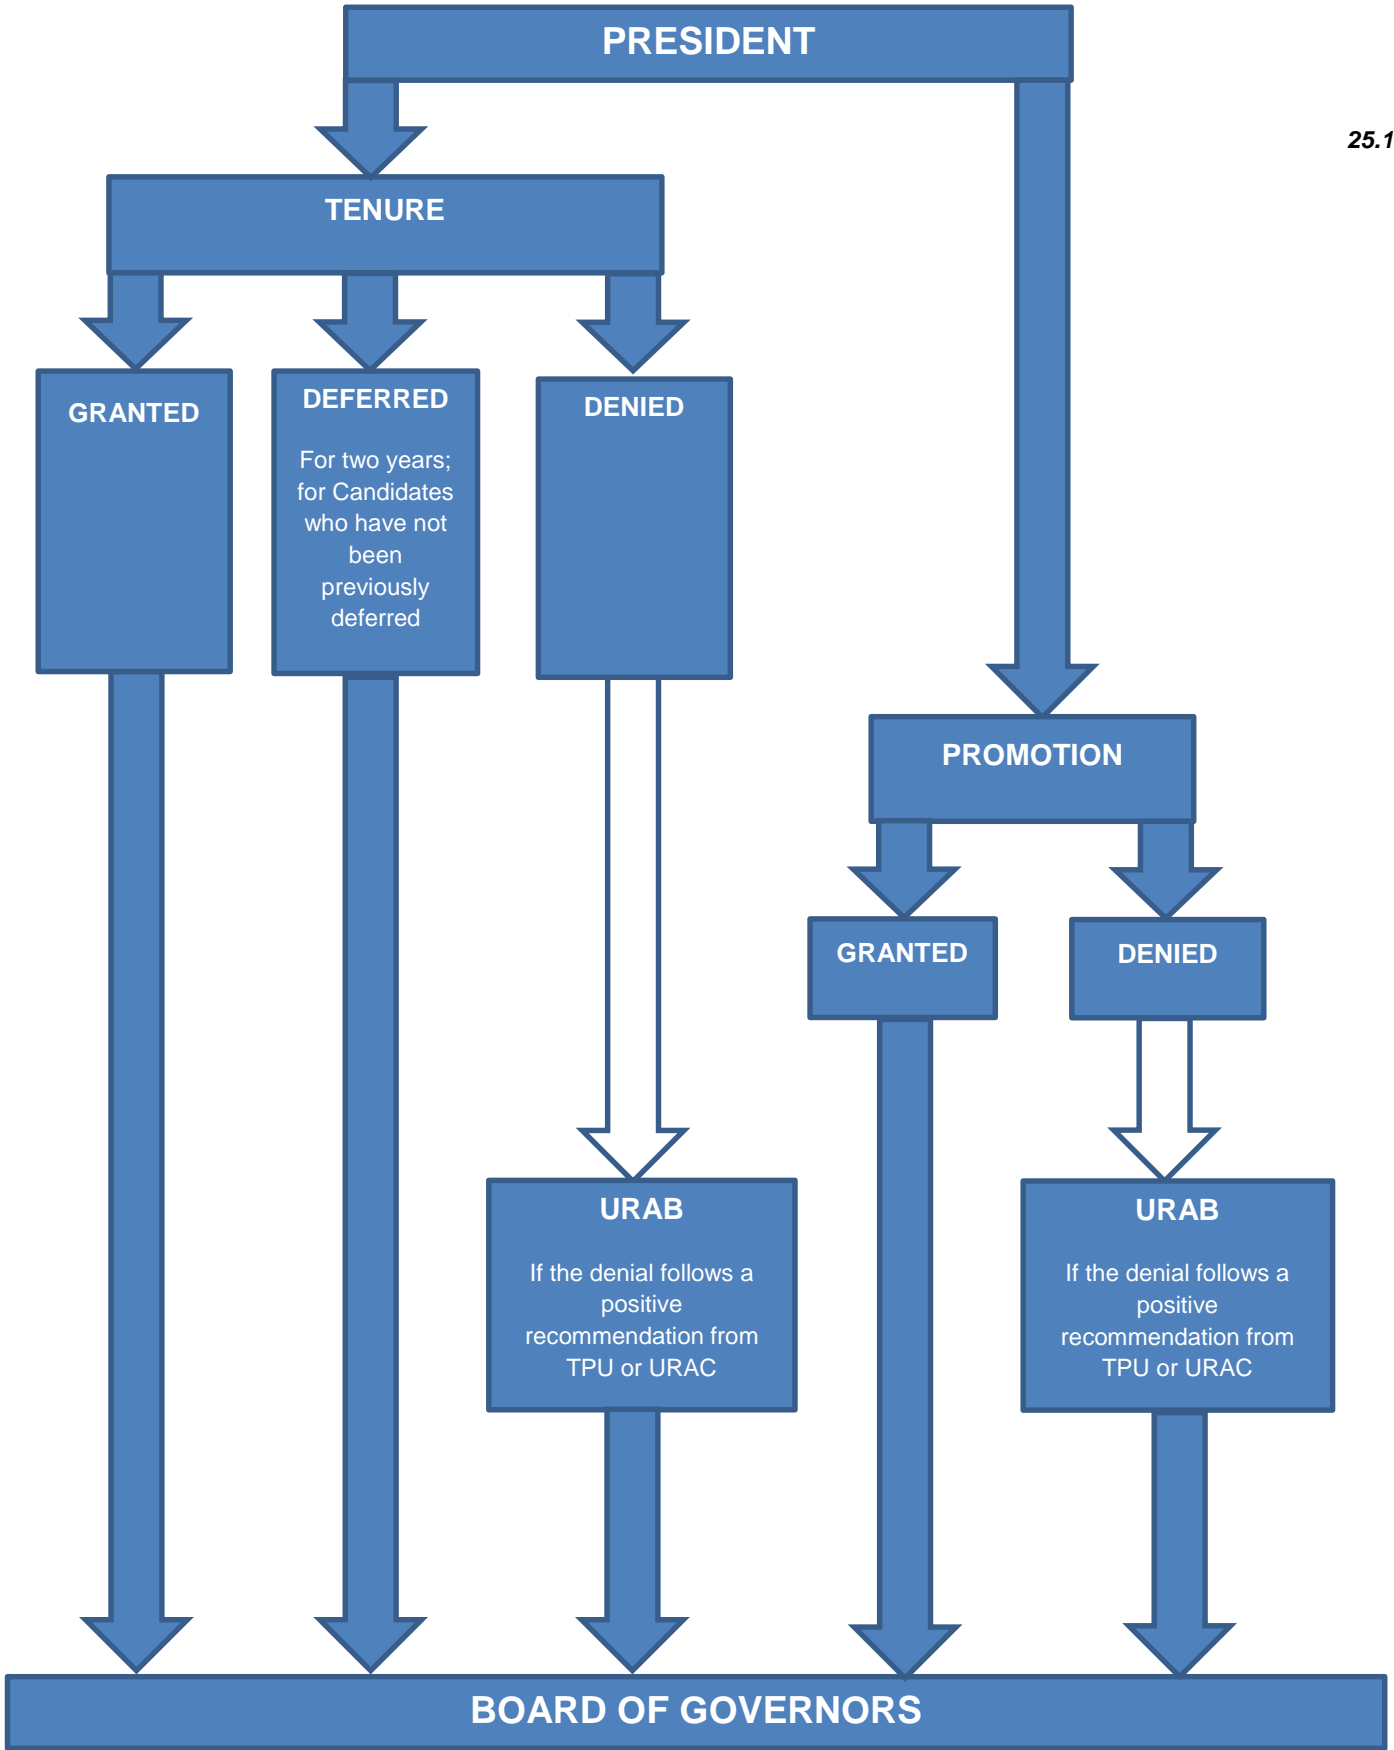 PRESIDENT
25.1
TENURE
GRANTED
DEFERRED
For two years;
for Candidates
who have not
been
previously
deferred
DENIED
PROMOTION
GRANTED
DENIED
URAB
If the denial follows a
positive
recommendation from
TPU or URAC
URAB
If the denial follows a
positive
recommendation from
TPU or URAC
BOARD OF GOVERNORS